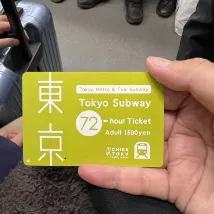 東京
Tokyo Metro & Toei Subway
Tokyo Subway
72-hour Ticket
Adult 1500yen